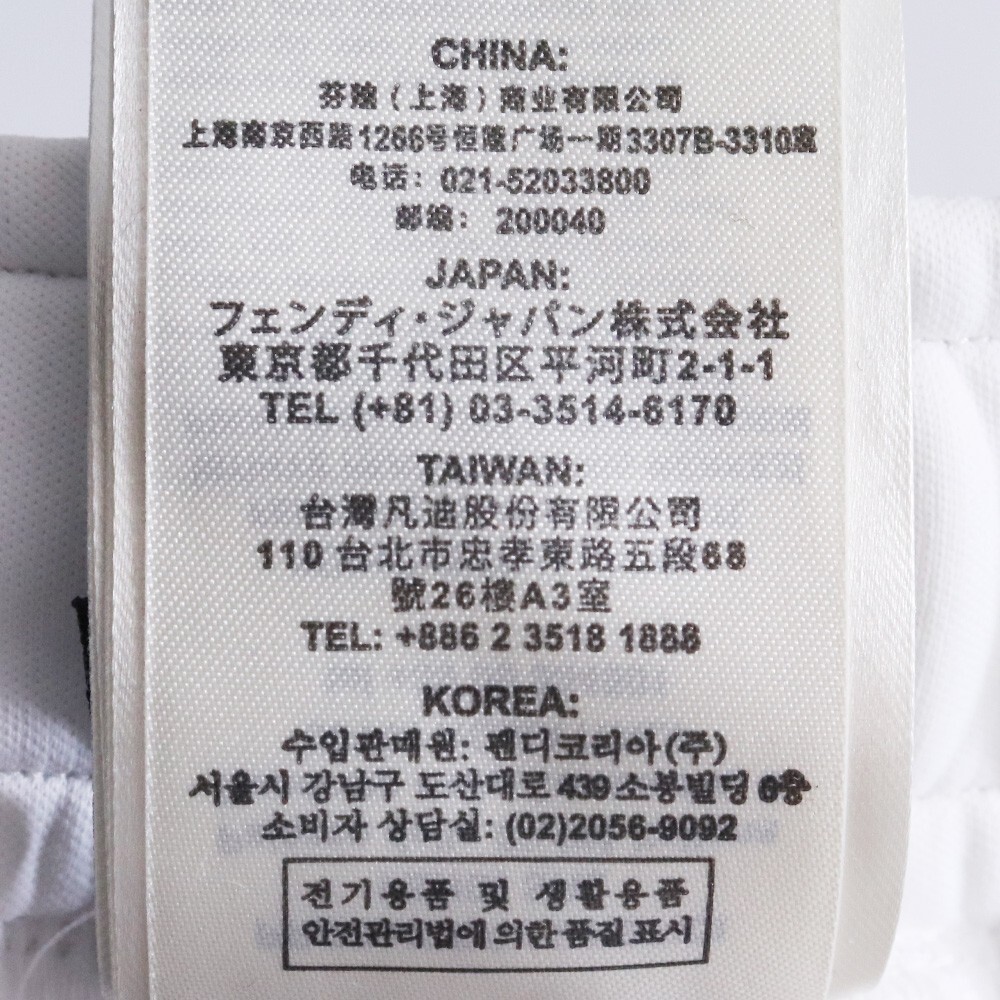 CHINA:
芬迪（上海）商业有限公司
上海南京西路1266号恒隆广场一期3307B-3310室
电话: 021-52033800
邮编: 200040
JAPAN:
フェンディ・ジャパン株式会社
東京都千代田区平河町2-1-1
TEL (+81) 03-3514-6170
TAIWAN:
台灣凡迪股份有限公司
110 台北市忠孝東路五段68
號26樓A3室
TEL: +886 2 3518 1888
KOREA:
수입판매원: 펜디코리아(주)
서울시 강남구 도산대로 439 소봉빌딩 6층
소비자 상담실: (02)2056-9092
전기용품 및 생활용품
안전관리법에 의한 품질 표시